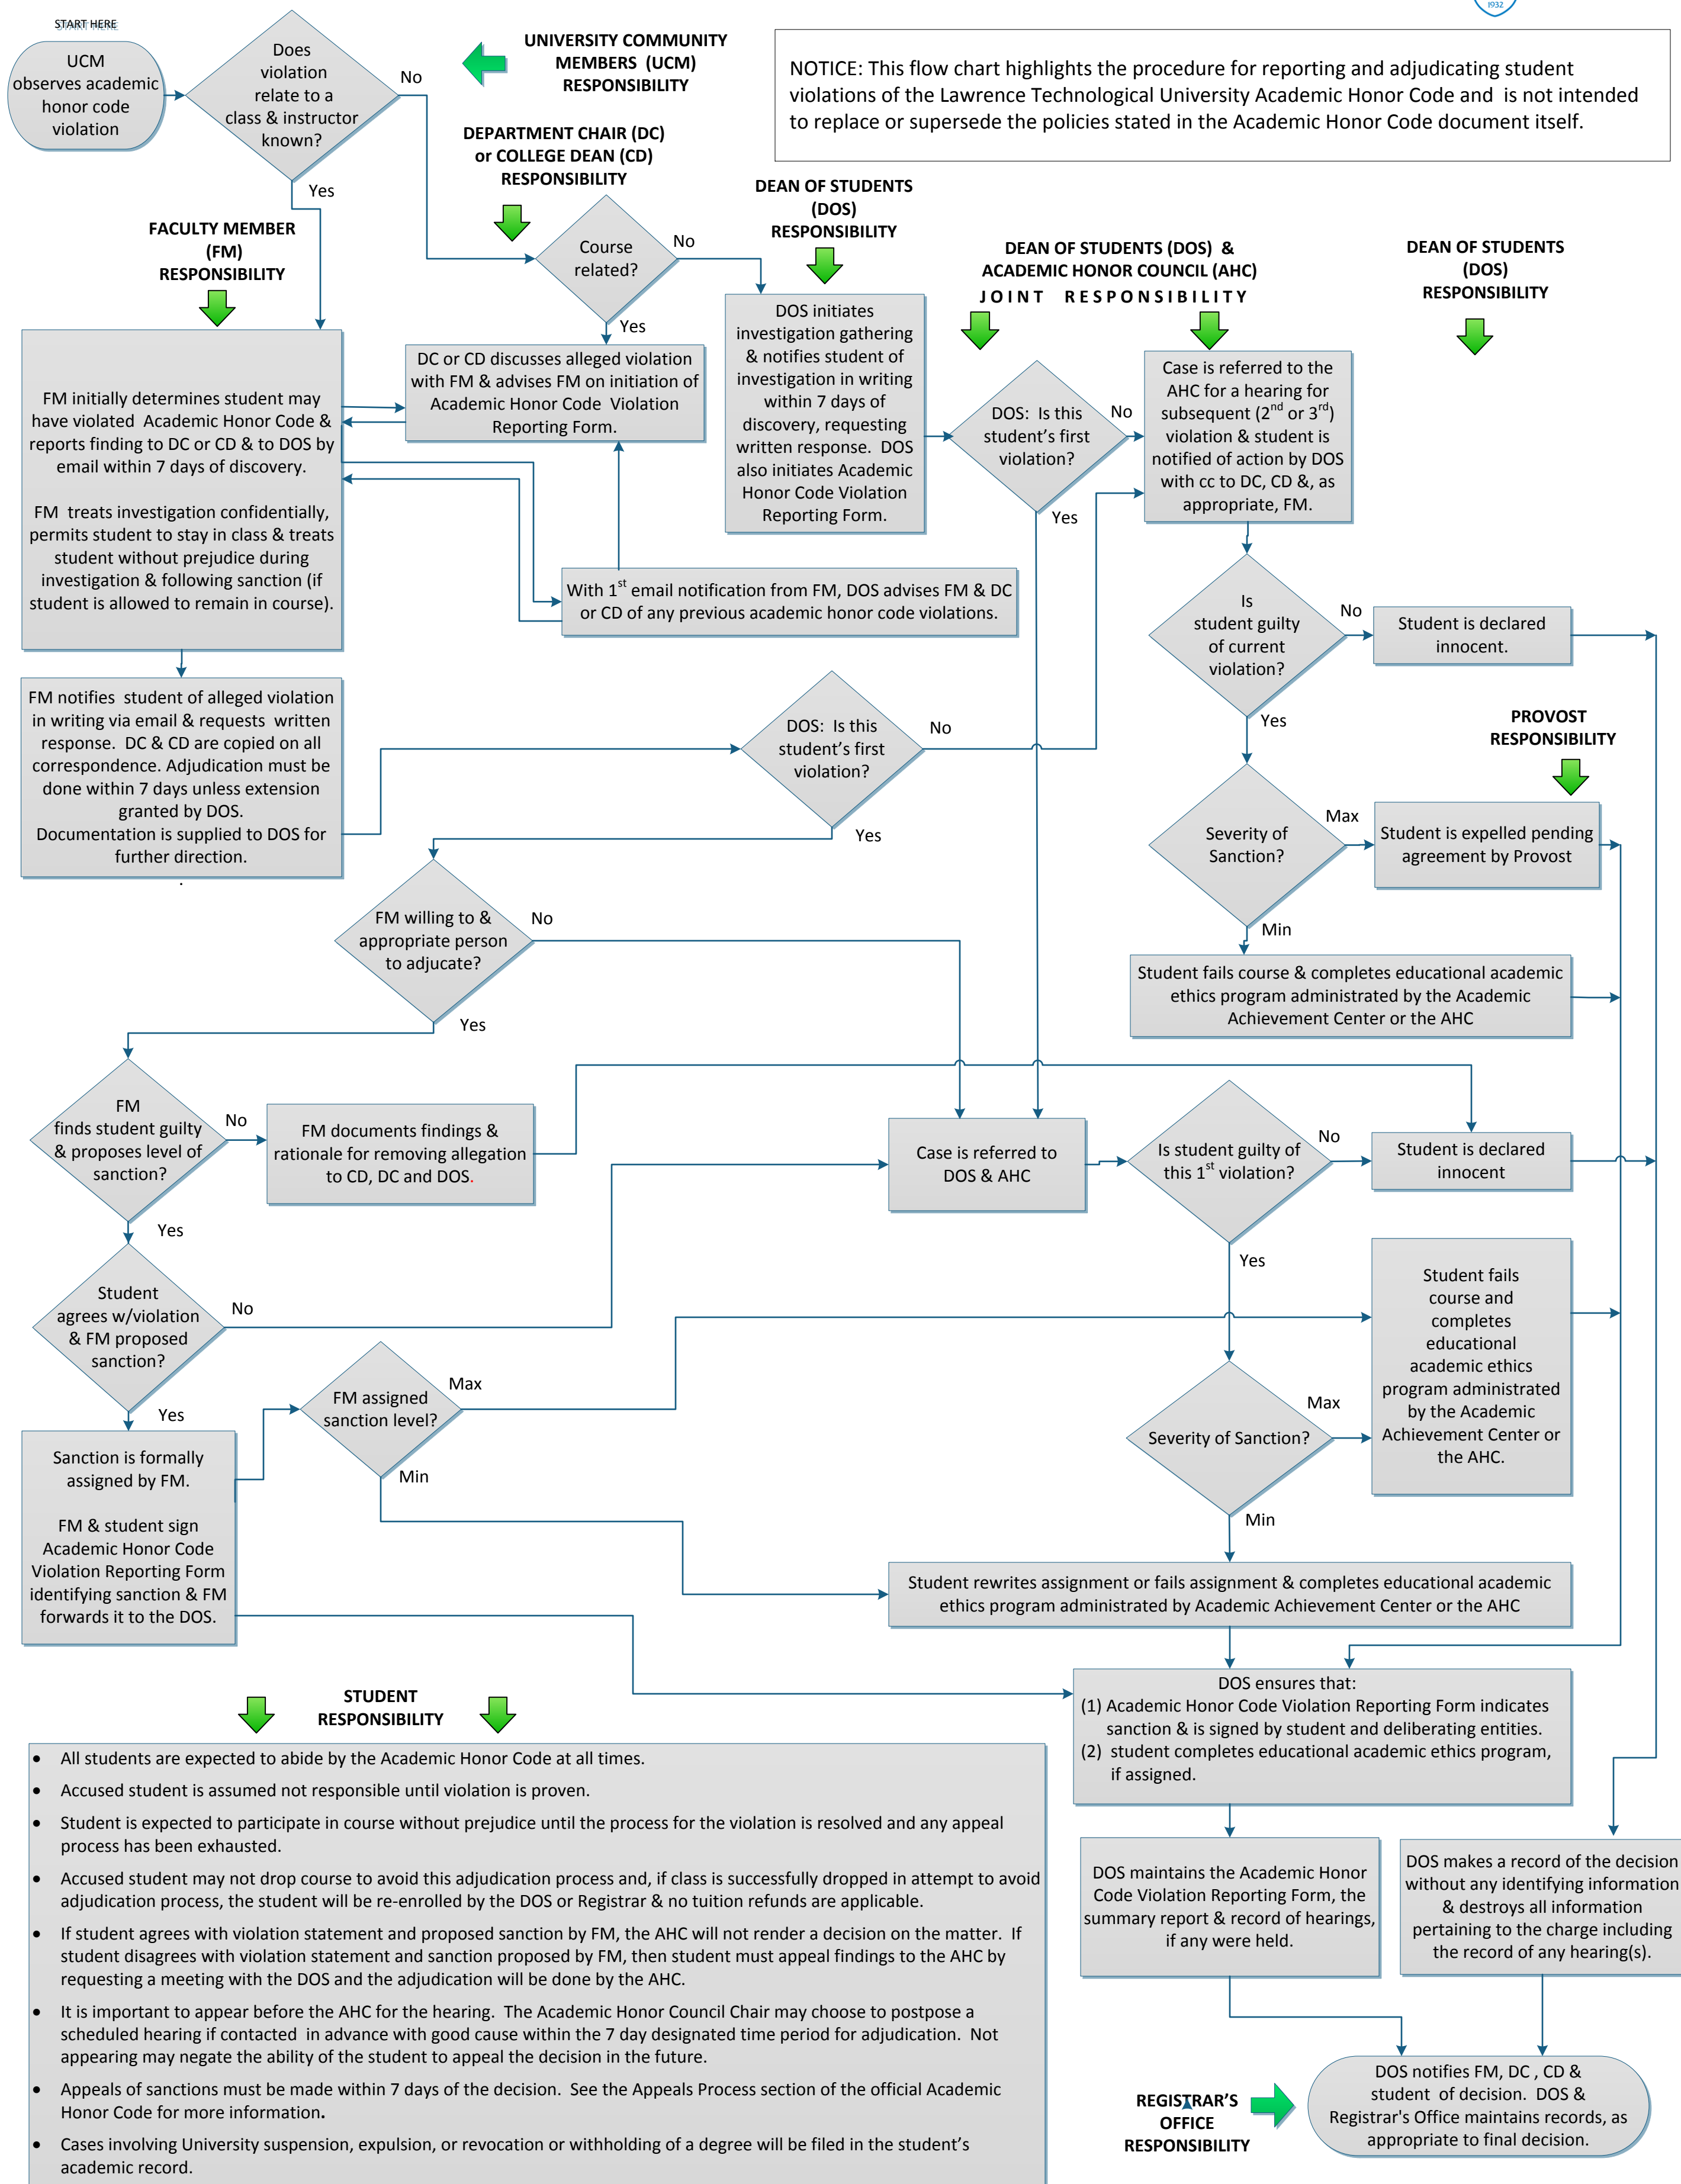 1932
START HERE
UCM
observes academic
honor code
violation
Does
violation
relate to a
class & instructor
known?
No
Yes
UNIVERSITY COMMUNITY
MEMBERS (UCM)
RESPONSIBILITY
NOTICE: This flow chart highlights the procedure for reporting and adjudicating student
violations of the Lawrence Technological University Academic Honor Code and is not intended
to replace or supersede the policies stated in the Academic Honor Code document itself.
DEPARTMENT CHAIR (DC)
or COLLEGE DEAN (CD)
RESPONSIBILITY
DEAN OF STUDENTS
(DOS)
RESPONSIBILITY
FACULTY MEMBER
(FM)
RESPONSIBILITY
Course
related?
No
Yes
DEAN OF STUDENTS (DOS) &
ACADEMIC HONOR COUNCIL (AHC)
JOINT RESPONSIBILITY
DEAN OF STUDENTS
(DOS)
RESPONSIBILITY
FM initially determines student may
have violated Academic Honor Code &
reports finding to DC or CD & to DOS by
email within 7 days of discovery.
FM treats investigation confidentially,
permits student to stay in class & treats
student without prejudice during
investigation & following sanction (if
student is allowed to remain in course).
DC or CD discusses alleged violation
with FM & advises FM on initiation of
Academic Honor Code Violation
Reporting Form.
DOS initiates
investigation gathering
& notifies student of
investigation in writing
within 7 days of
discovery, requesting
written response. DOS
also initiates Academic
Honor Code Violation
Reporting Form.
DOS: Is this
student's first
violation?
No
Yes
Case is referred to the
AHC for a hearing for
subsequent (2nd or 3rd)
violation & student is
notified of action by DOS
with cc to DC, CD &, as
appropriate, FM.
With 1st email notification from FM, DOS advises FM & DC
or CD of any previous academic honor code violations.
Is
student guilty
of current
violation?
No
Yes
Student is declared
innocent.
FM notifies student of alleged violation
in writing via email & requests written
response. DC & CD are copied on all
correspondence. Adjudication must be
done within 7 days unless extension
granted by DOS.
Documentation is supplied to DOS for
further direction.
.
DOS: Is this
student's first
violation?
No
Yes
PROVOST
RESPONSIBILITY
Severity of
Sanction?
Max
Min
Student is expelled pending
agreement by Provost
FM willing to &
appropriate person
to adjucate?
No
Yes
Student fails course & completes educational academic
ethics program administrated by the Academic
Achievement Center or the AHC
FM
finds student guilty
& proposes level of
sanction?
No
Yes
FM documents findings &
rationale for removing allegation
to CD, DC and DOS.
Case is referred to
DOS & AHC
Is student guilty of
this 1st violation?
No
Yes
Student is declared
innocent
Student
agrees w/violation
& FM proposed
sanction?
No
Yes
FM assigned
sanction level?
Max
Min
Student fails
course and
completes
educational
academic ethics
program administrated
by the Academic
Achievement Center or
the AHC.
Severity of Sanction?
Max
Min
Sanction is formally
assigned by FM.
FM & student sign
Academic Honor Code
Violation Reporting Form
identifying sanction & FM
forwards it to the DOS.
Student rewrites assignment or fails assignment & completes educational academic
ethics program administrated by Academic Achievement Center or the AHC
DOS ensures that:
(1) Academic Honor Code Violation Reporting Form indicates
sanction & is signed by student and deliberating entities.
(2) student completes educational academic ethics program,
if assigned.
STUDENT
RESPONSIBILITY
• All students are expected to abide by the Academic Honor Code at all times.
• Accused student is assumed not responsible until violation is proven.
• Student is expected to participate in course without prejudice until the process for the violation is resolved and any appeal
process has been exhausted.
• Accused student may not drop course to avoid this adjudication process and, if class is successfully dropped in attempt to avoid
adjudication process, the student will be re-enrolled by the DOS or Registrar & no tuition refunds are applicable.
• If student agrees with violation statement and proposed sanction by FM, the AHC will not render a decision on the matter. If
student disagrees with violation statement and sanction proposed by FM, then student must appeal findings to the AHC by
requesting a meeting with the DOS and the adjudication will be done by the AHC.
• It is important to appear before the AHC for the hearing. The Academic Honor Council Chair may choose to postpose a
scheduled hearing if contacted in advance with good cause within the 7 day designated time period for adjudication. Not
appearing may negate the ability of the student to appeal the decision in the future.
• Appeals of sanctions must be made within 7 days of the decision. See the Appeals Process section of the official Academic
Honor Code for more information.
• Cases involving University suspension, expulsion, or revocation or withholding of a degree will be filed in the student's
academic record.
DOS maintains the Academic Honor
Code Violation Reporting Form, the
summary report & record of hearings,
if any were held.
DOS makes a record of the decision
without any identifying information
& destroys all information
pertaining to the charge including
the record of any hearing(s).
REGISTRAR'S
OFFICE
RESPONSIBILITY
DOS notifies FM, DC , CD &
student of decision. DOS &
Registrar's Office maintains records, as
appropriate to final decision.